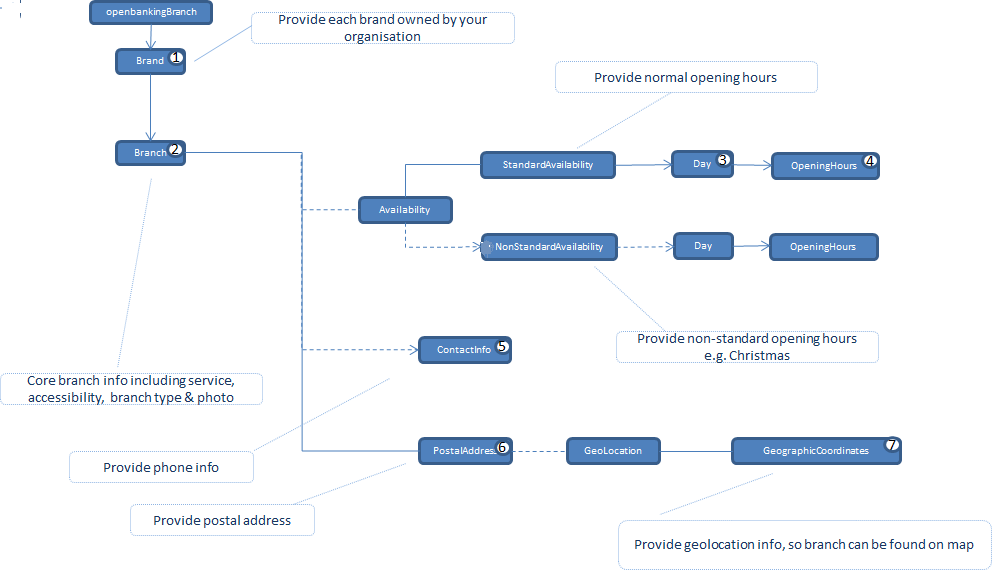 openbankingBranch
Provide each brand owned by your
organisation
Brand 1
Provide normal opening hours
Branch 2
StandardAvailability
Day 3
OpeningHours 4
Availability
NonStandardAvailability
Day
OpeningHours
Provide non-standard opening hours
e.g. Christmas
ContactInfo 5
Core branch info including service,
accessibility, branch type & photo
PostalAddres 6
GeoLocation
GeographicCoordinates 7
Provide phone info
Provide postal address
Provide geolocation info, so branch can be found on map